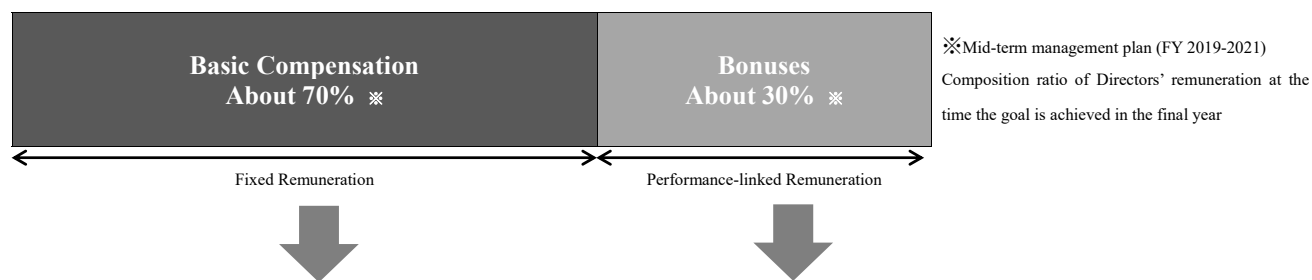 Basic Compensation
About 70% ※
Bonuses
About 30% ※
※Mid-term management plan (FY 2019-2021)
Composition ratio of Directors’ remuneration at the
time the goal is achieved in the final year
Fixed Remuneration
Performance-linked Remuneration